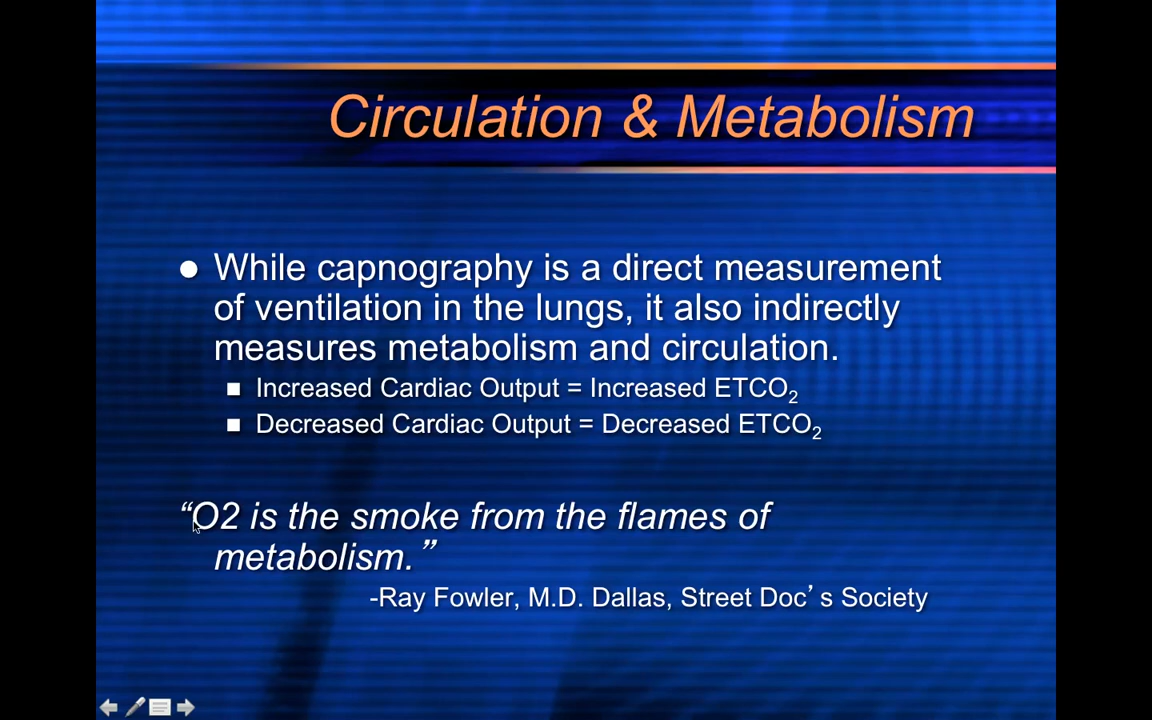 Circulation & Metabolism
● While capnography is a direct measurement
of ventilation in the lungs, it also indirectly
measures metabolism and circulation.
■ Increased Cardiac Output = Increased ETCO₂
■ Decreased Cardiac Output = Decreased ETCO₂
“O2 is the smoke from the flames of
metabolism.”
-Ray Fowler, M.D. Dallas, Street Doc’s Society